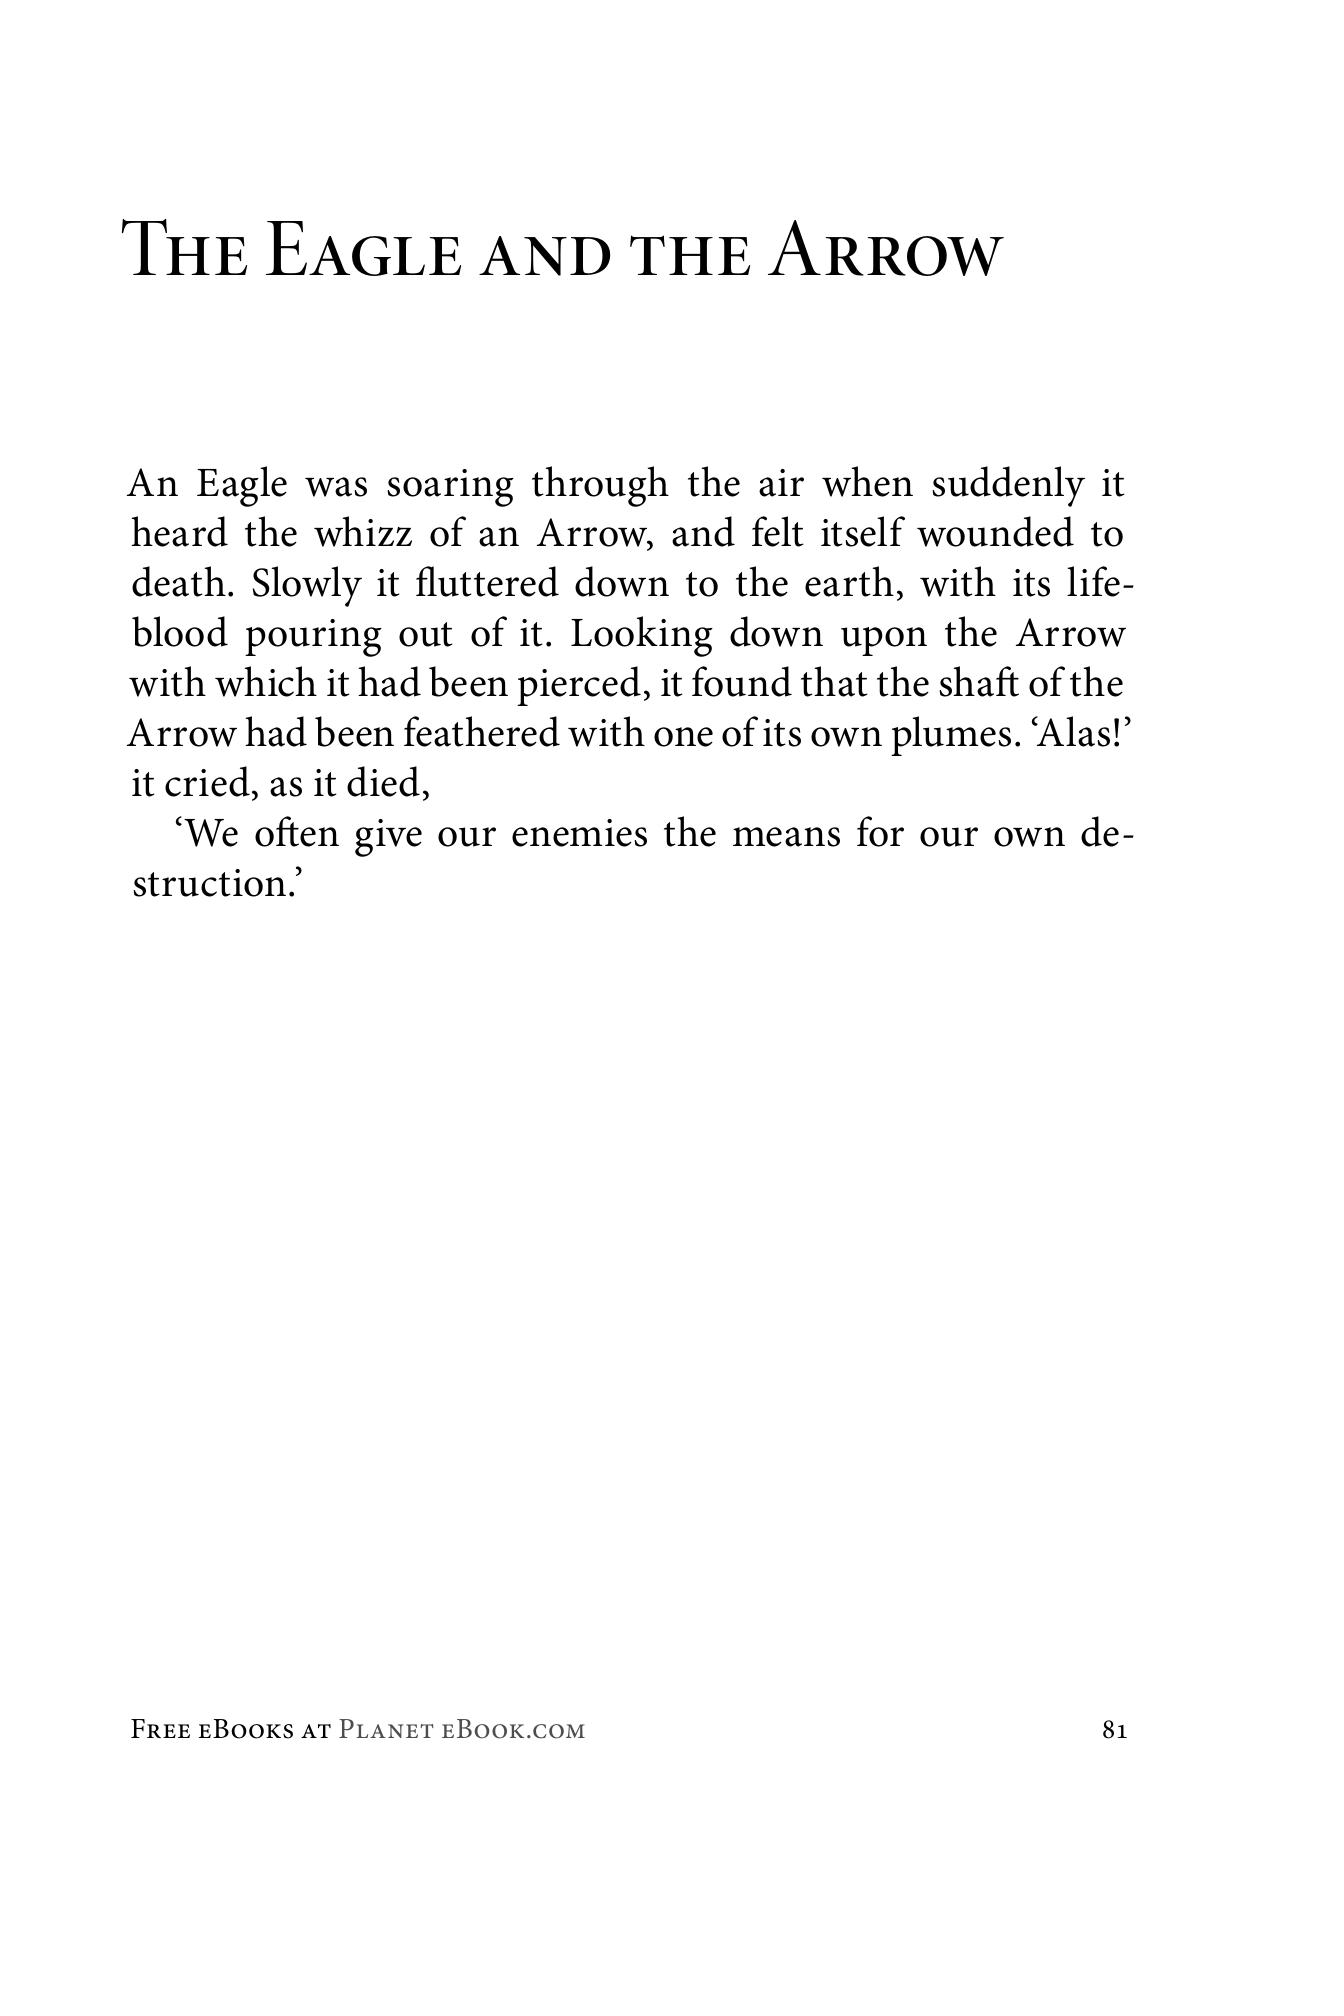 The Eagle and the Arrow
An Eagle was soaring through the air when suddenly it
heard the whizz of an Arrow, and felt itself wounded to
death. Slowly it fluttered down to the earth, with its life-
blood pouring out of it. Looking down upon the Arrow
with which it had been pierced, it found that the shaft of the
Arrow had been feathered with one of its own plumes. ‘Alas!’
it cried, as it died,
‘We often give our enemies the means for our own de-
struction.’
Free eBooks at Planet eBook.com 81